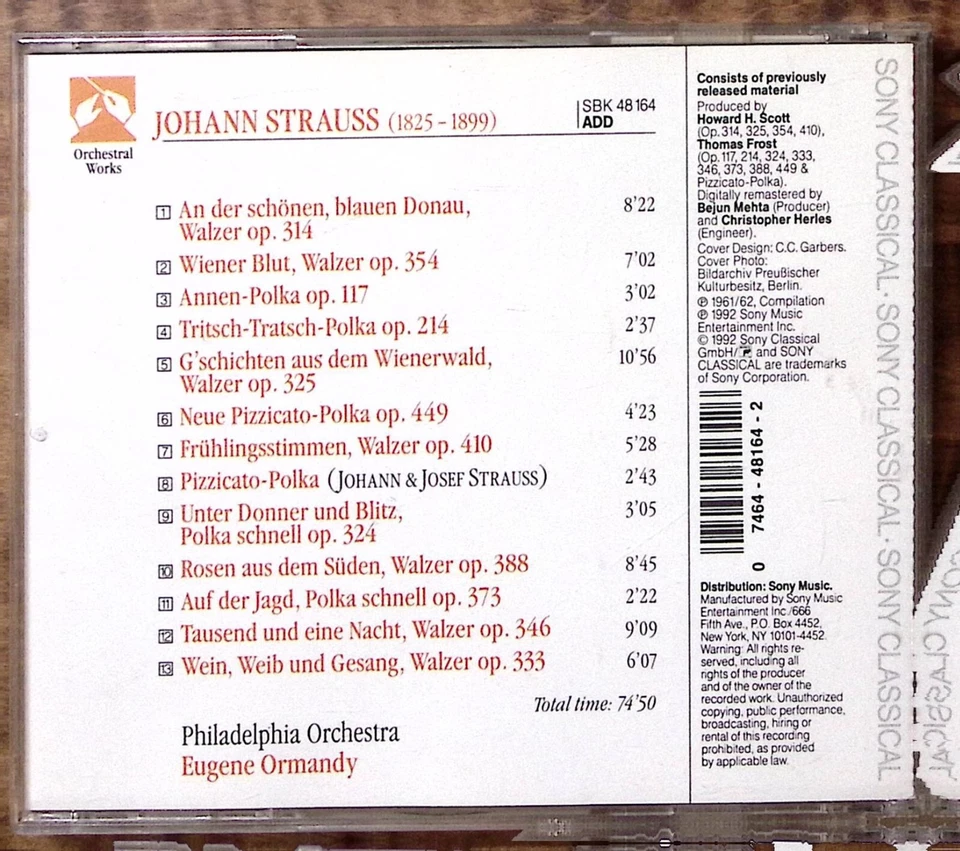 Orchestral
Works
JOHANN STRAUSS (1825–1899)
SBK 48164
ADD
1 An der schönen, blauen Donau, 8'22
Walzer op. 314
2 Wiener Blut, Walzer op. 354 7'02
3 Annen-Polka op. 117 3'02
4 Tritsch-Tratsch-Polka op. 214 2'37
5 G'schichten aus dem Wienerwald, 10'56
Walzer op. 325
6 Neue Pizzicato-Polka op. 449 4'23
7 Frühlingsstimmen, Walzer op. 410 5'28
8 Pizzicato-Polka (JOHANN & JOSEF STRAUSS) 2'43
9 Unter Donner und Blitz, 3'05
Polka schnell op. 324
10 Rosen aus dem Süden, Walzer op. 388 8'45
11 Auf der Jagd, Polka schnell op. 373 2'22
12 Tausend und eine Nacht, Walzer op. 346 9'09
13 Wein, Weib und Gesang, Walzer op. 333 6'07
Total time: 74'50
Philadelphia Orchestra
Eugene Ormandy
Consists of previously
released material
Produced by
Howard H. Scott
(Op. 314, 325, 354, 410),
Thomas Frost
(Op. 117, 214, 324, 333,
346, 373, 388, 449 &
Pizzicato-Polka).
Digitally remastered by
Bejun Mehta (Producer)
and Christopher Herles
(Engineer).
Cover Design: C.C. Garbers.
Cover Photo:
Bildarchiv Preußischer
Kulturbesitz, Berlin.
℗ 1961/62, Compilation
℗ 1992 Sony Music
Entertainment Inc.
© 1992 Sony Classical
GmbH/ and SONY
CLASSICAL are trademarks
of Sony Corporation.
0 7464-48164-2
Distribution: Sony Music.
Manufactured by Sony Music
Entertainment Inc./666
Fifth Ave., P.O. Box 4452,
New York, NY 10101-4452
Warning: All rights re-
served, including all
rights of the producer
and of the owner of the
recorded work. Unauthorized
copying, public performance,
broadcasting, hiring or
rental of this recording
prohibited, as provided
by applicable law.
SONY CLASSICAL · SONY CLASSICAL · SONY CLASSICAL